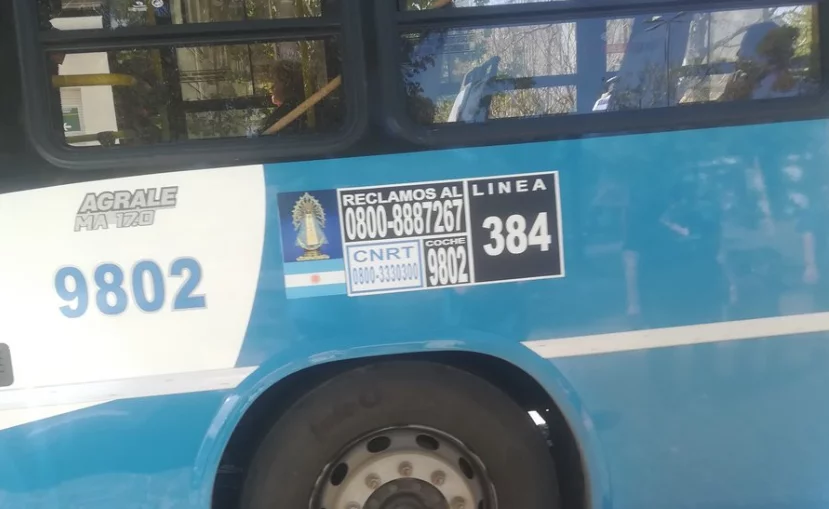 AGRALE
MA 17.0
9802
RECLAMOS AL
0800-8887267
CNRT
0800-3330300
COCHE
9802
LINEA
384